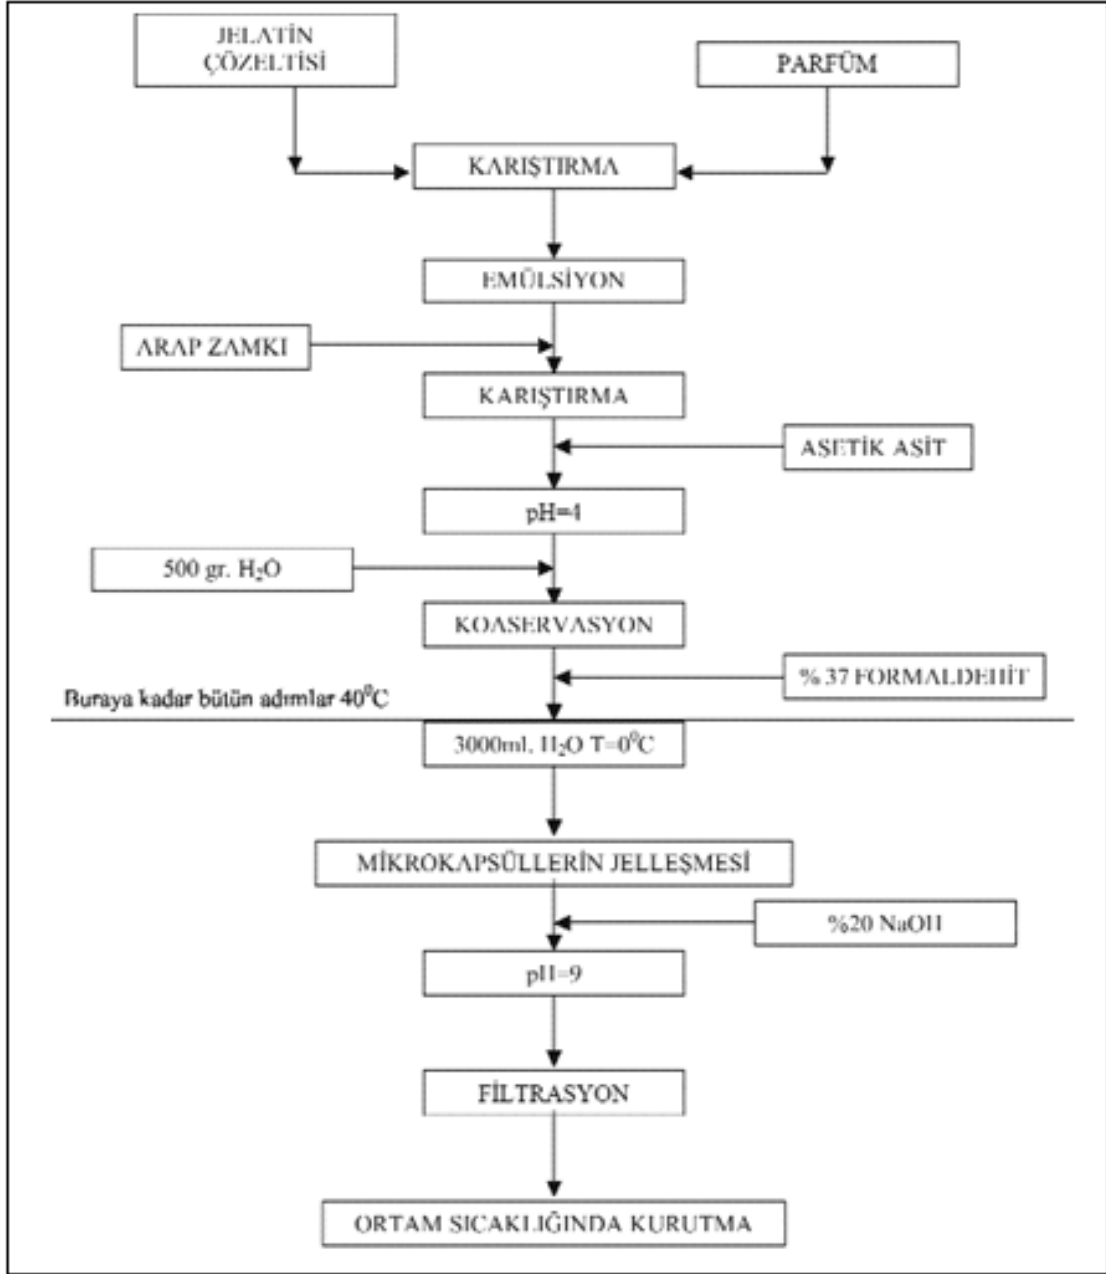 JELATİN
ÇÖZELTİSİ
PARFÜM
KARIŞTIRMA
EMÜLSİYON
ARAP ZAMKI
KARIŞTIRMA
ASETİK ASİT
pH=4
500 gr. H₂O
KOASERVASYON
% 37 FORMALDEHİT
Buraya kadar bütün adımlar 40⁰C
3000ml. H₂O T=0⁰C
MİKROKAPSÜLLERİN JELLEŞMESİ
%20 NaOH
pH=9
FİLTRASYON
ORTAM SICAKLIĞINDA KURUTMA